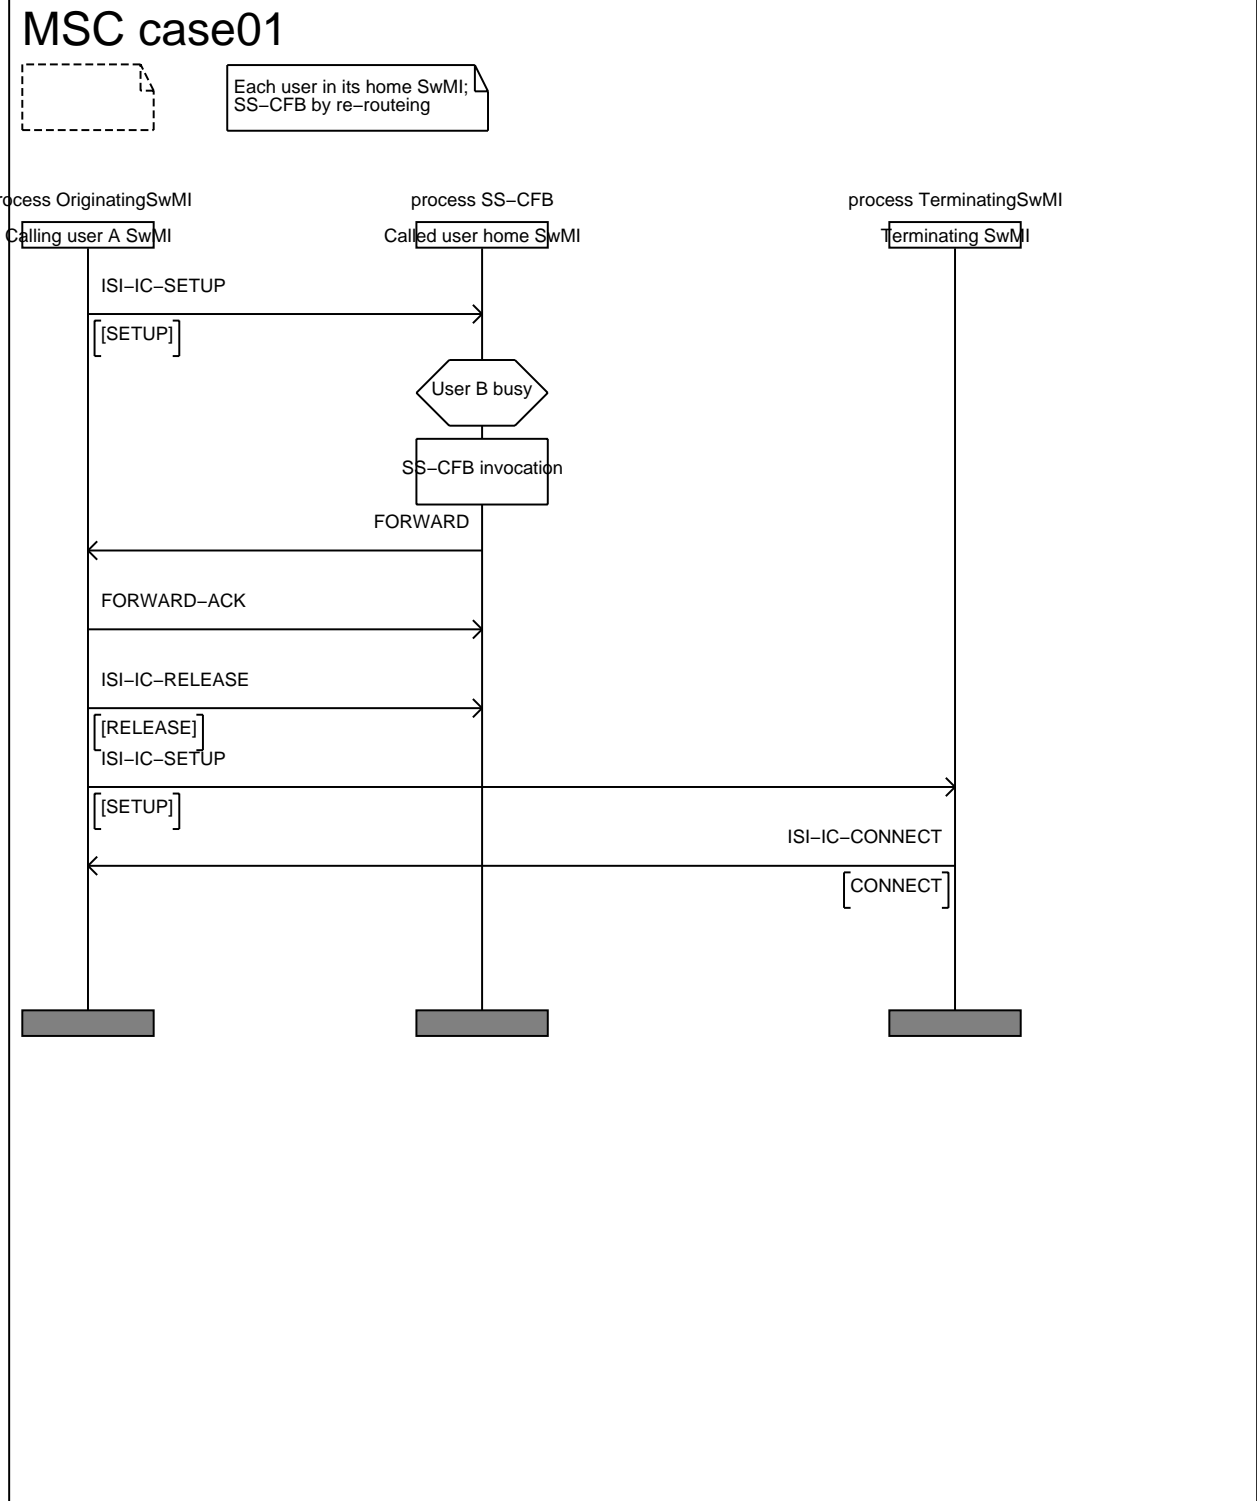 MSC case01
Each user in its home SwMI;
SS−CFB by re−routeing
rocess OriginatingSwMI
process SS−CFB
process TerminatingSwMI
Calling user A SwMI
Called user home SwMI
Terminating SwMI
ISI−IC−SETUP
[SETUP]
User B busy
SS−CFB invocation
FORWARD
FORWARD−ACK
ISI−IC−RELEASE
[RELEASE]
ISI−IC−SETUP
[SETUP]
ISI−IC−CONNECT
CONNECT